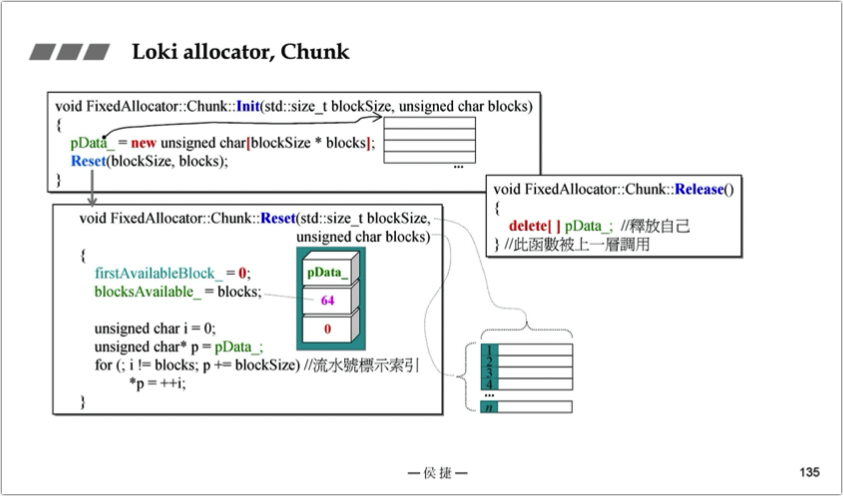 Loki allocator, Chunk
void FixedAllocator::Chunk::Init(std::size_t blockSize, unsigned char blocks)
{
pData_ = new unsigned char[blockSize * blocks];
Reset(blockSize, blocks);
}
...
void FixedAllocator::Chunk::Release()
{
delete[ ] pData_; //釋放自己
} //此函數被上一層調用
void FixedAllocator::Chunk::Reset(std::size_t blockSize,
unsigned char blocks)
{
firstAvailableBlock_ = 0;
blocksAvailable_ = blocks;
unsigned char i = 0;
unsigned char* p = pData_;
for (; i != blocks; p += blockSize) //流水號標示索引
*p = ++i;
}
pData_
64
0
1
2
3
4
...
n
— 侯 捷 —
135